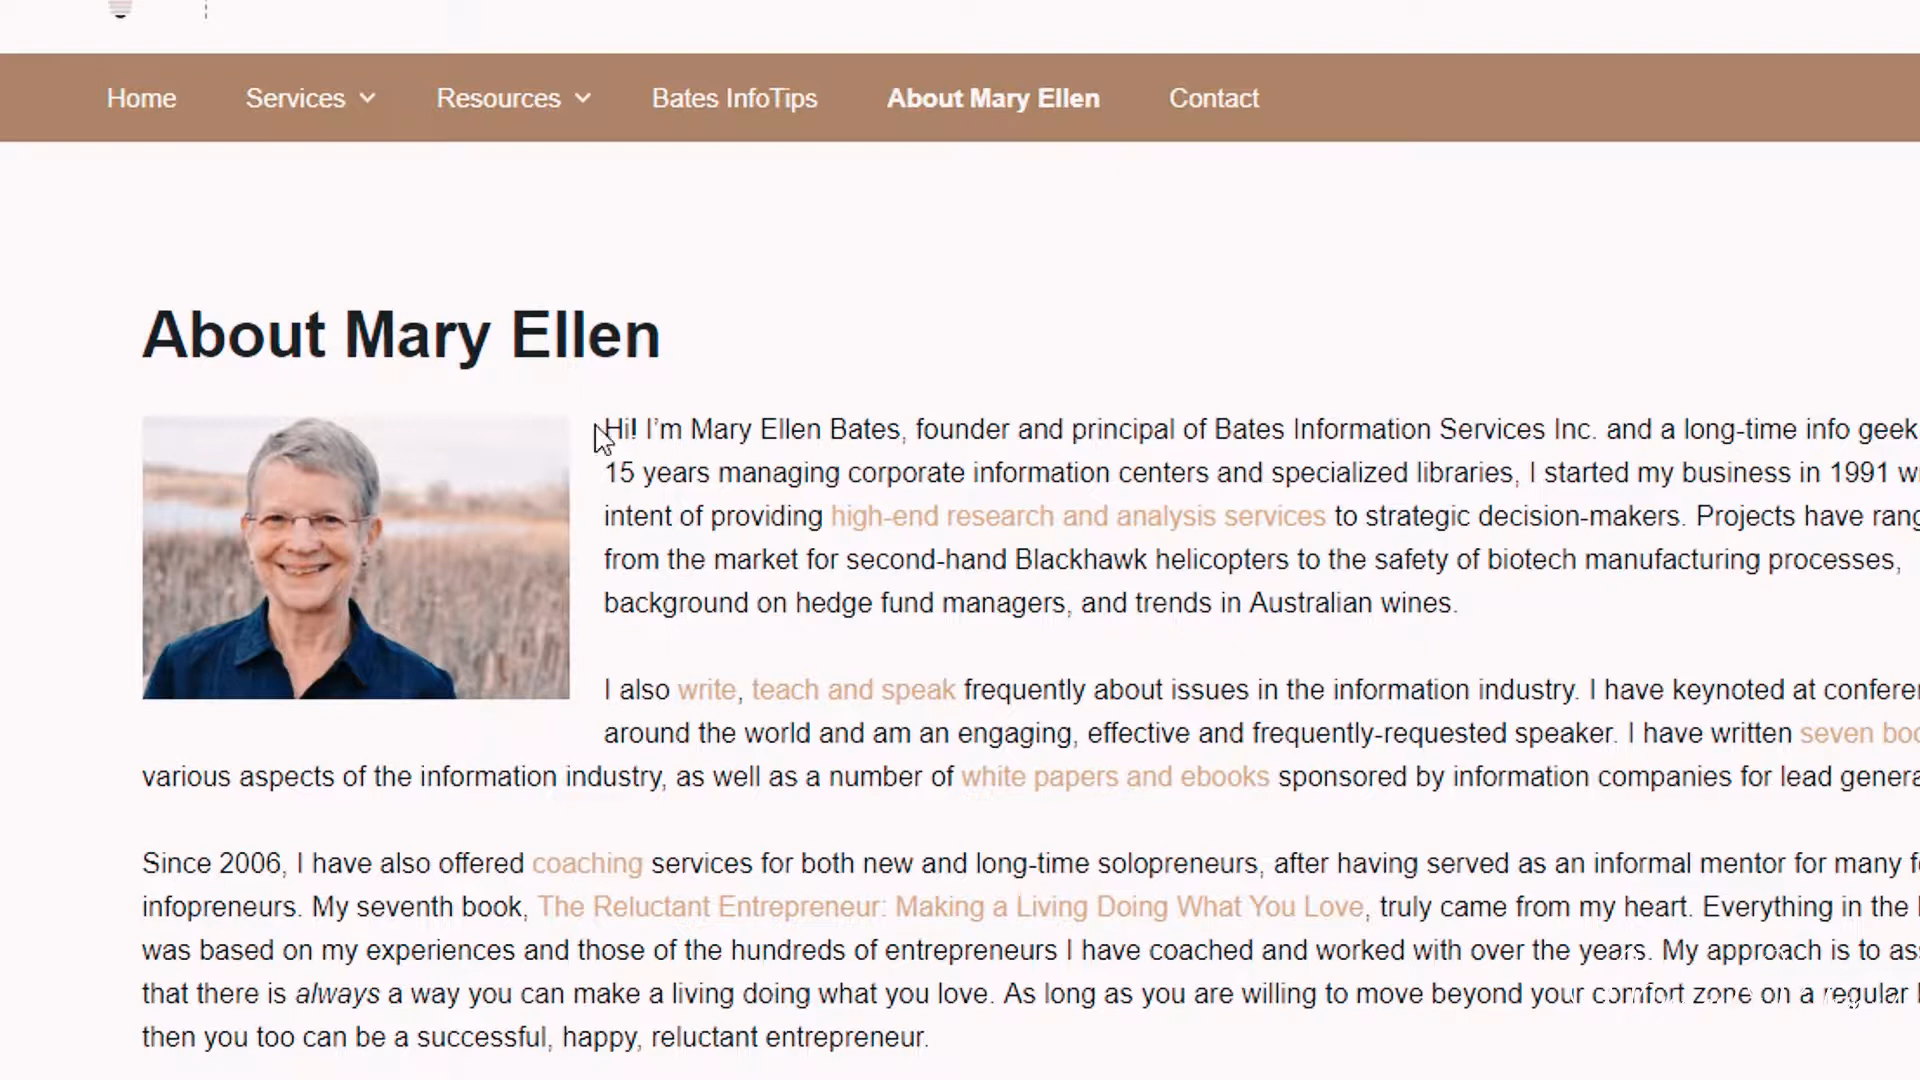 Home Services Resources Bates InfoTips About Mary Ellen Contact
About Mary Ellen
Hi! I’m Mary Ellen Bates, founder and principal of Bates Information Services Inc. and a long-time info geek
15 years managing corporate information centers and specialized libraries, I started my business in 1991
intent of providing high-end research and analysis services to strategic decision-makers. Projects have
from the market for second-hand Blackhawk helicopters to the safety of biotech manufacturing processes,
background on hedge fund managers, and trends in Australian wines.
I also write, teach and speak frequently about issues in the information industry. I have keynoted at
around the world and am an engaging, effective and frequently-requested speaker. I have written seven
various aspects of the information industry, as well as a number of white papers and ebooks sponsored by information companies for lead
Since 2006, I have also offered coaching services for both new and long-time solopreneurs, after having served as an informal mentor for many
infopreneurs. My seventh book, The Reluctant Entrepreneur: Making a Living Doing What You Love, truly came from my heart. Everything in the
was based on my experiences and those of the hundreds of entrepreneurs I have coached and worked with over the years. My approach is to
that there is always a way you can make a living doing what you love. As long as you are willing to move beyond your comfort zone on a regular
then you too can be a successful, happy, reluctant entrepreneur.